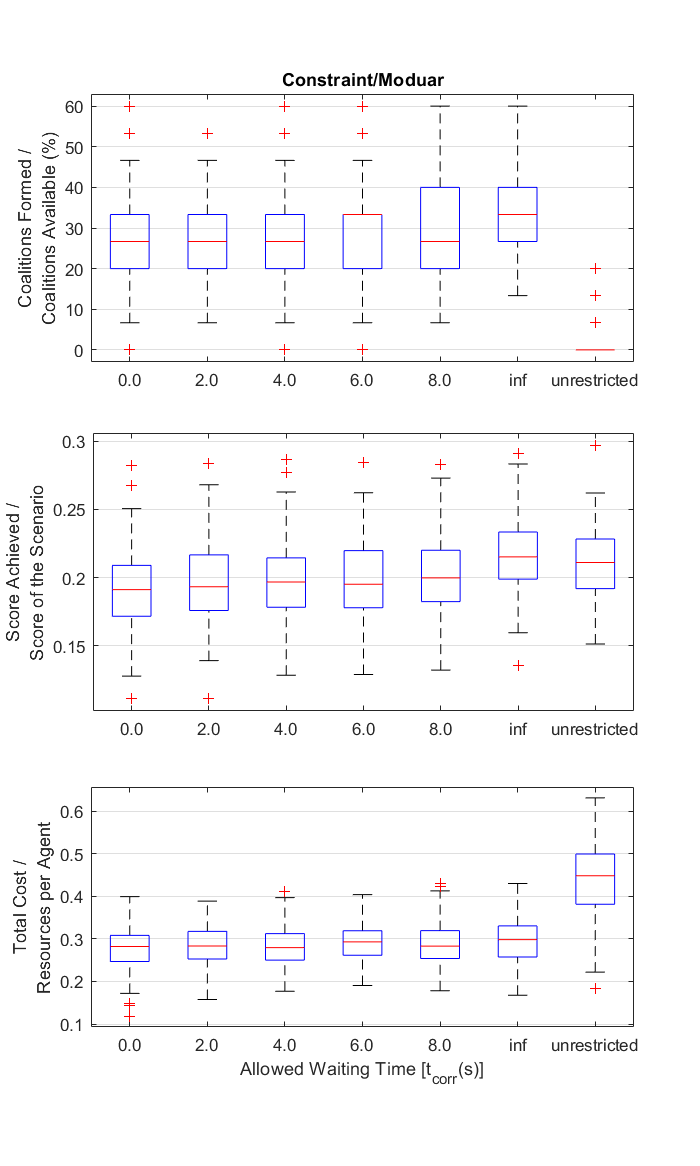 Constraint/Moduar
Coalitions Formed /
Coalitions Available (%)
60
50
40
30
20
10
0
0.0 2.0 4.0 6.0 8.0 inf unrestricted
Score Achieved /
Score of the Scenario
0.3
0.25
0.2
0.15
0.0 2.0 4.0 6.0 8.0 inf unrestricted
Total Cost /
Resources per Agent
0.6
0.5
0.4
0.3
0.2
0.1
0.0 2.0 4.0 6.0 8.0 inf unrestricted
Allowed Waiting Time [tcorr(s)]